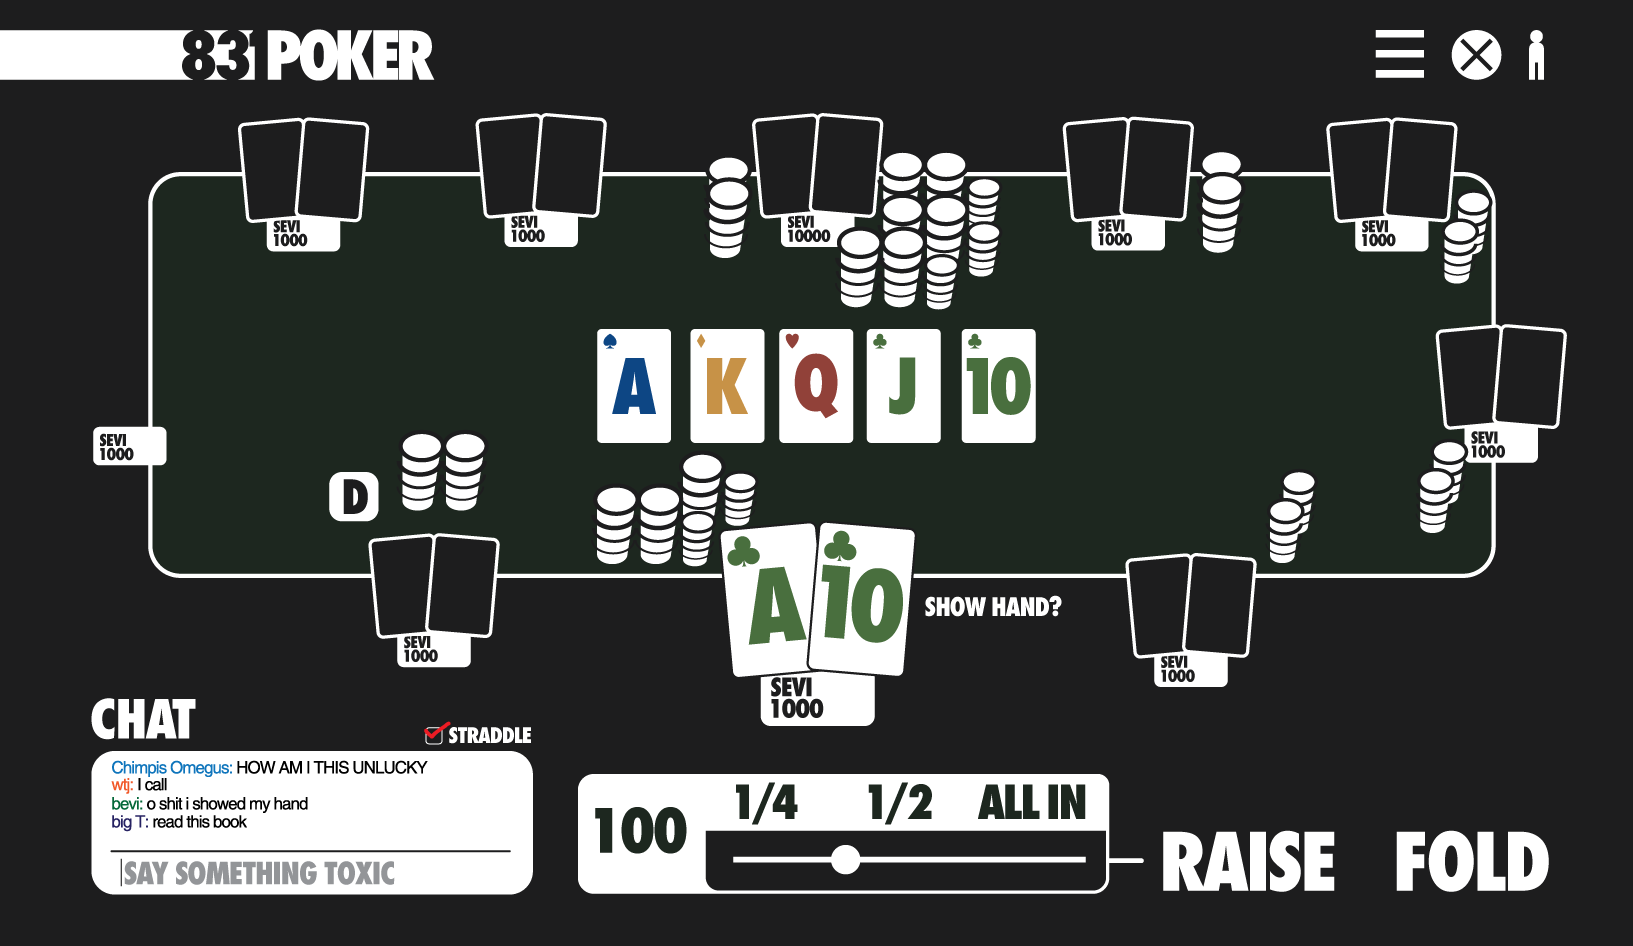 83 POKER
SEVI
1000
SEVI
1000
SEVI
10000
SEVI
1000
SEVI
1000
A
K
Q
J
10
SEVI
1000
SEVI
1000
D
A
10
SHOW HAND?
SEVI
1000
SEVI
1000
SEVI
1000
CHAT
STRADDLE
Chimpis Omegus: HOW AM I THIS UNLUCKY
wtj: I call
bevi: o shit i showed my hand
big T: read this book
SAY SOMETHING TOXIC
100
1/4
1/2
ALL IN
RAISE
FOLD